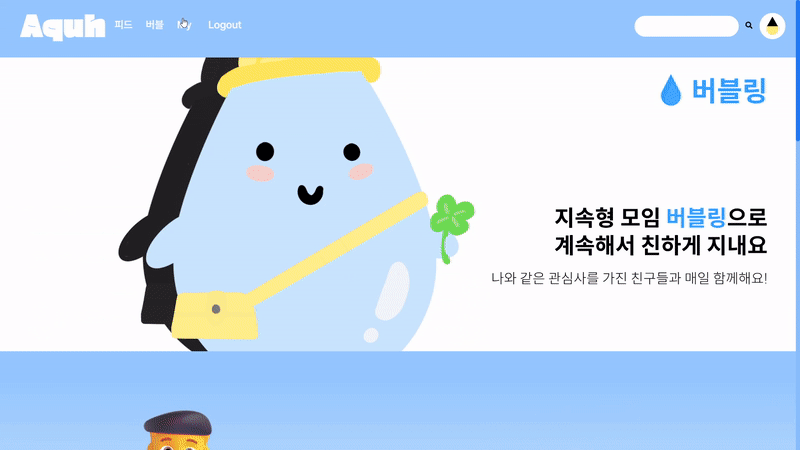 Aquh
피드 버블 My Logout
버블링
지속형 모임 버블링으로
계속해서 친하게 지내요
나와 같은 관심사를 가진 친구들과 매일 함께해요!